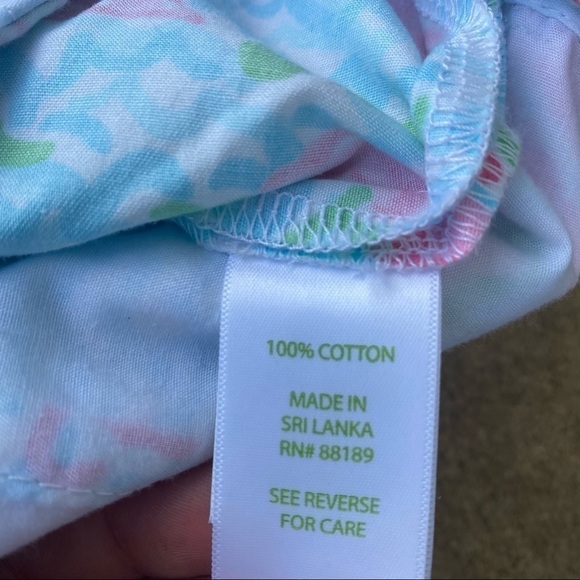 100% COTTON
MADE IN
SRI LANKA
RN# 88189
SEE REVERSE
FOR CARE